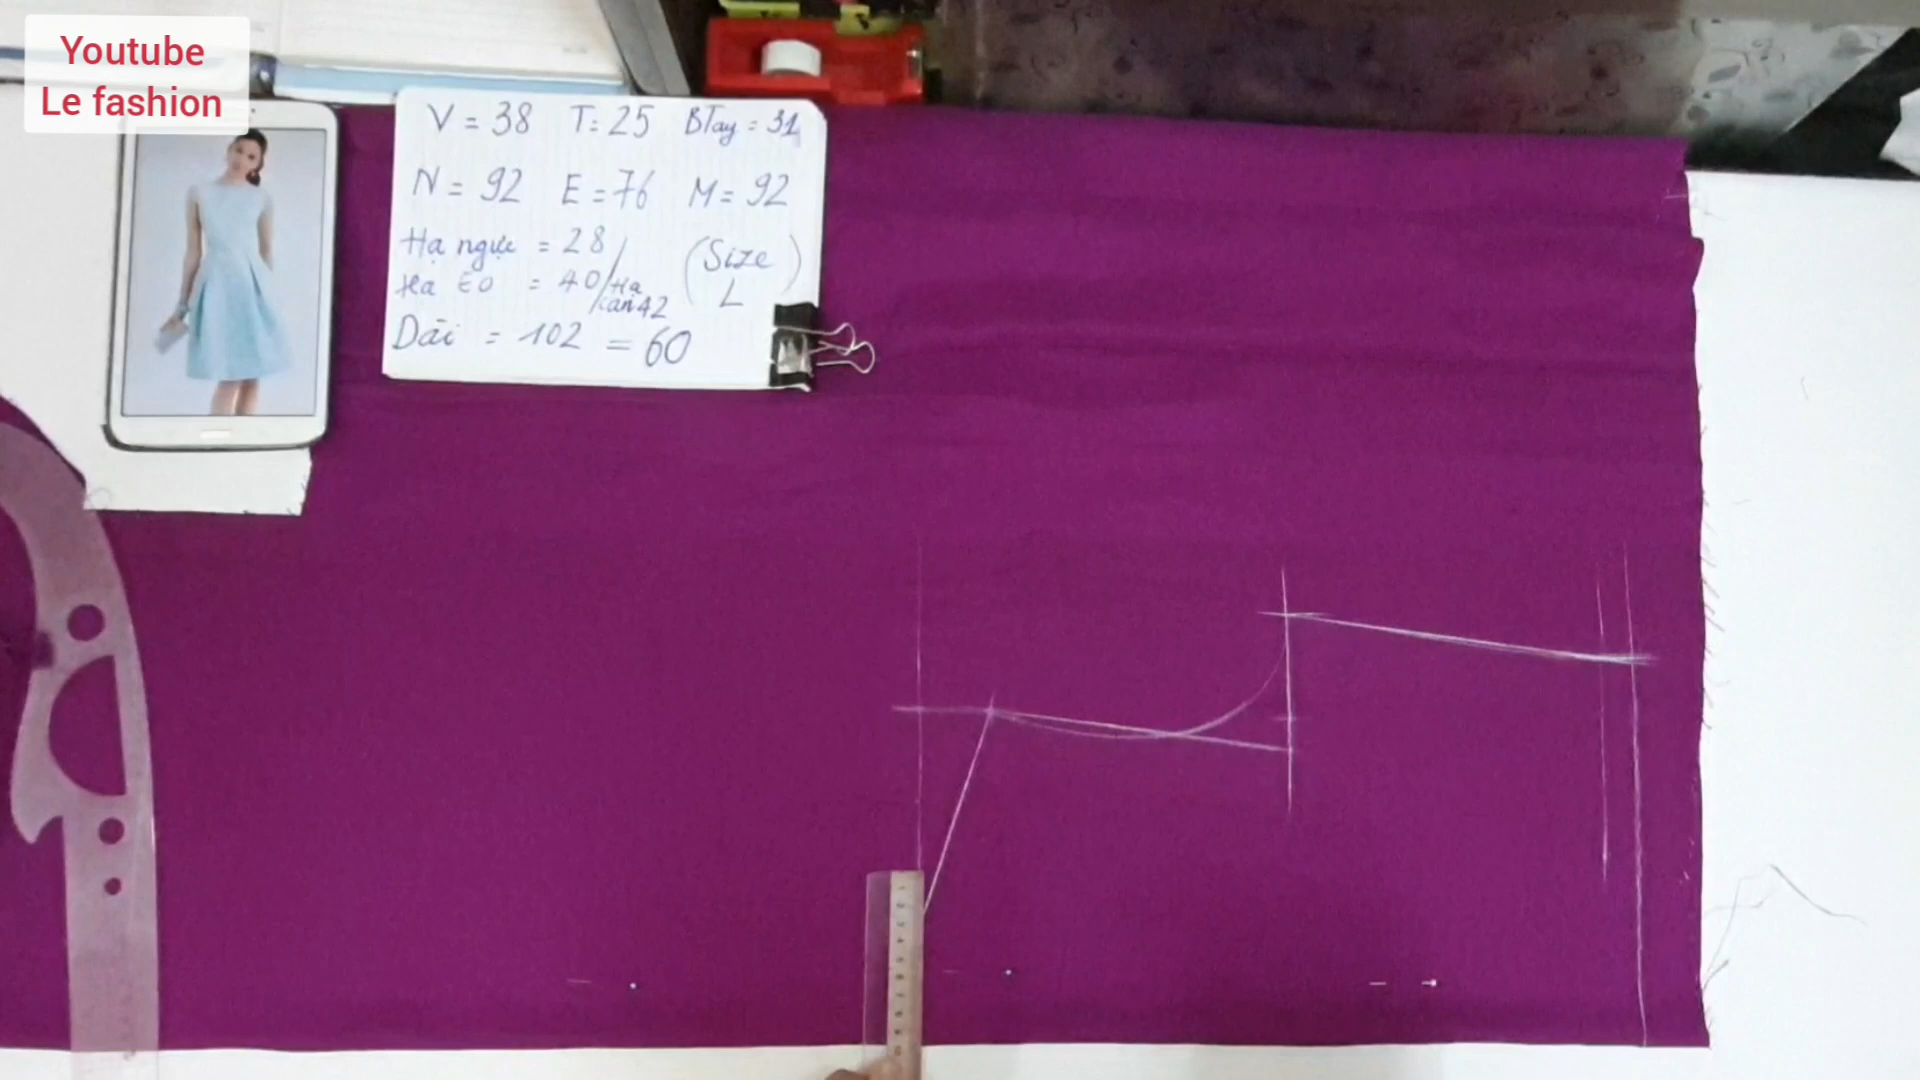 Youtube
Le fashion
V = 38 T = 25 BTay = 31
N = 92 E = 76 M = 92
Hạ ngực = 28 /
Hạ EO = 40 / Hạ cân 42
(Size L)
Dài = 102 = 60